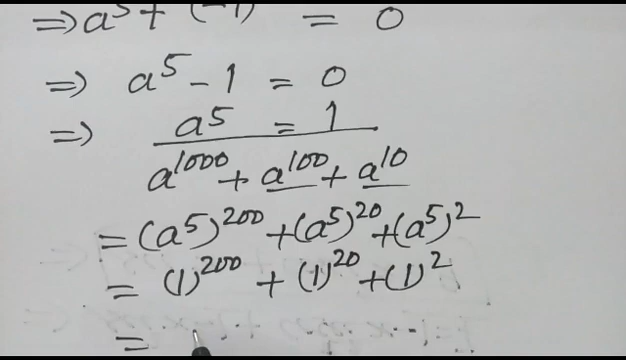 ⇒ a⁵ + (-1) = 0
⇒ a⁵ - 1 = 0
⇒ a⁵ = 1
a¹⁰⁰⁰ + a¹⁰⁰ + a¹⁰
= (a⁵)²⁰⁰ + (a⁵)²⁰ + (a⁵)²
= (1)²⁰⁰ + (1)²⁰ + (1)²
=